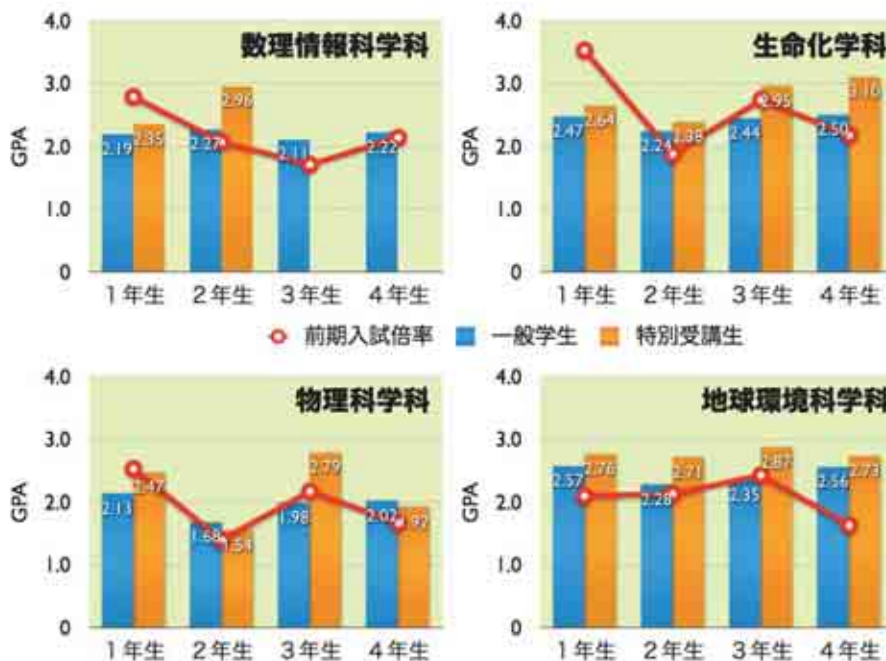 数理情報科学科
GPA
4.0
3.0
2.0
1.0
0
2.19 2.35 2.27 2.96 2.11 2.22
1年生 2年生 3年生 4年生
生命化学科
GPA
4.0
3.0
2.0
1.0
0
2.47 2.64 2.24 2.38 2.44 2.95 2.50 3.10
1年生 2年生 3年生 4年生
前期入試倍率 一般学生 特別受講生
物理科学科
GPA
4.0
3.0
2.0
1.0
0
2.13 2.47 1.68 1.54 1.98 2.79 2.02 1.92
1年生 2年生 3年生 4年生
地球環境科学科
GPA
4.0
3.0
2.0
1.0
0
2.57 2.76 2.28 2.71 2.35 2.87 2.56 2.73
1年生 2年生 3年生 4年生